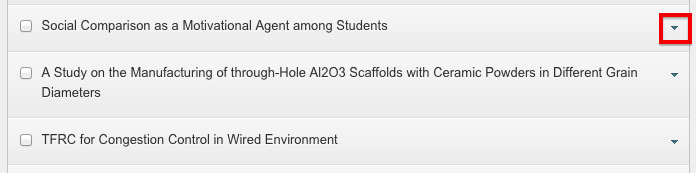 Social Comparison as a Motivational Agent among Students
A Study on the Manufacturing of through-Hole Al2O3 Scaffolds with Ceramic Powders in Different Grain
Diameters
TFRC for Congestion Control in Wired Environment